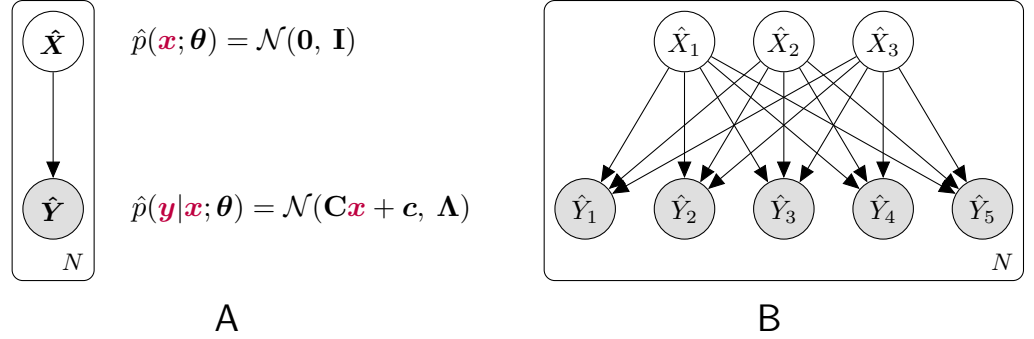 X̂ p̂(x; θ) = 𝒩(0, I)
Ŷ p̂(y|x; θ) = 𝒩(Cx + c, Λ)
N
A
X̂₁ X̂₂ X̂₃
Ŷ₁ Ŷ₂ Ŷ₃ Ŷ₄ Ŷ₅
N
B